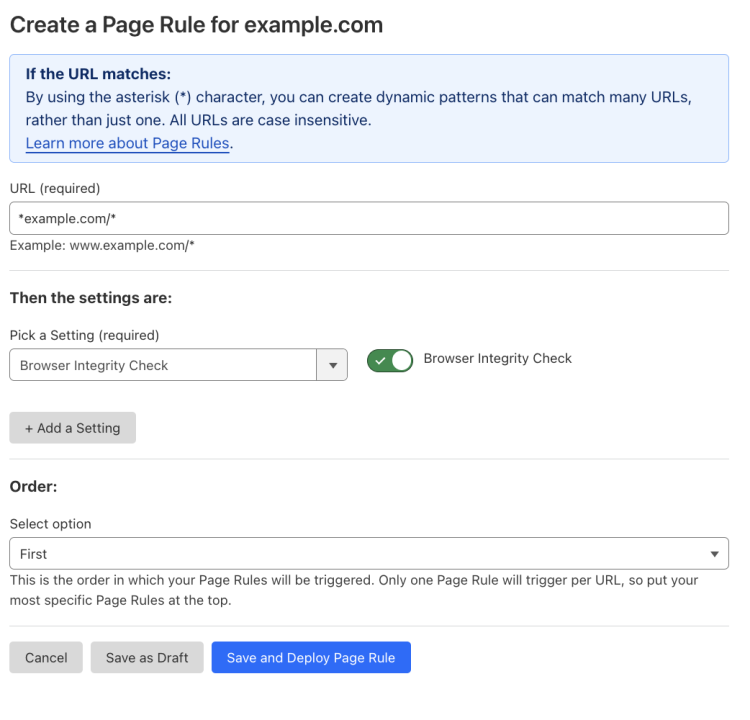 Create a Page Rule for example.com
If the URL matches:
By using the asterisk (*) character, you can create dynamic patterns that can match many URLs,
rather than just one. All URLs are case insensitive.
Learn more about Page Rules.
URL (required)
*example.com/*
Example: www.example.com/*
Then the settings are:
Pick a Setting (required)
Browser Integrity Check
Browser Integrity Check
+ Add a Setting
Order:
Select option
First
This is the order in which your Page Rules will be triggered. Only one Page Rule will trigger per URL, so put your
most specific Page Rules at the top.
Cancel
Save as Draft
Save and Deploy Page Rule